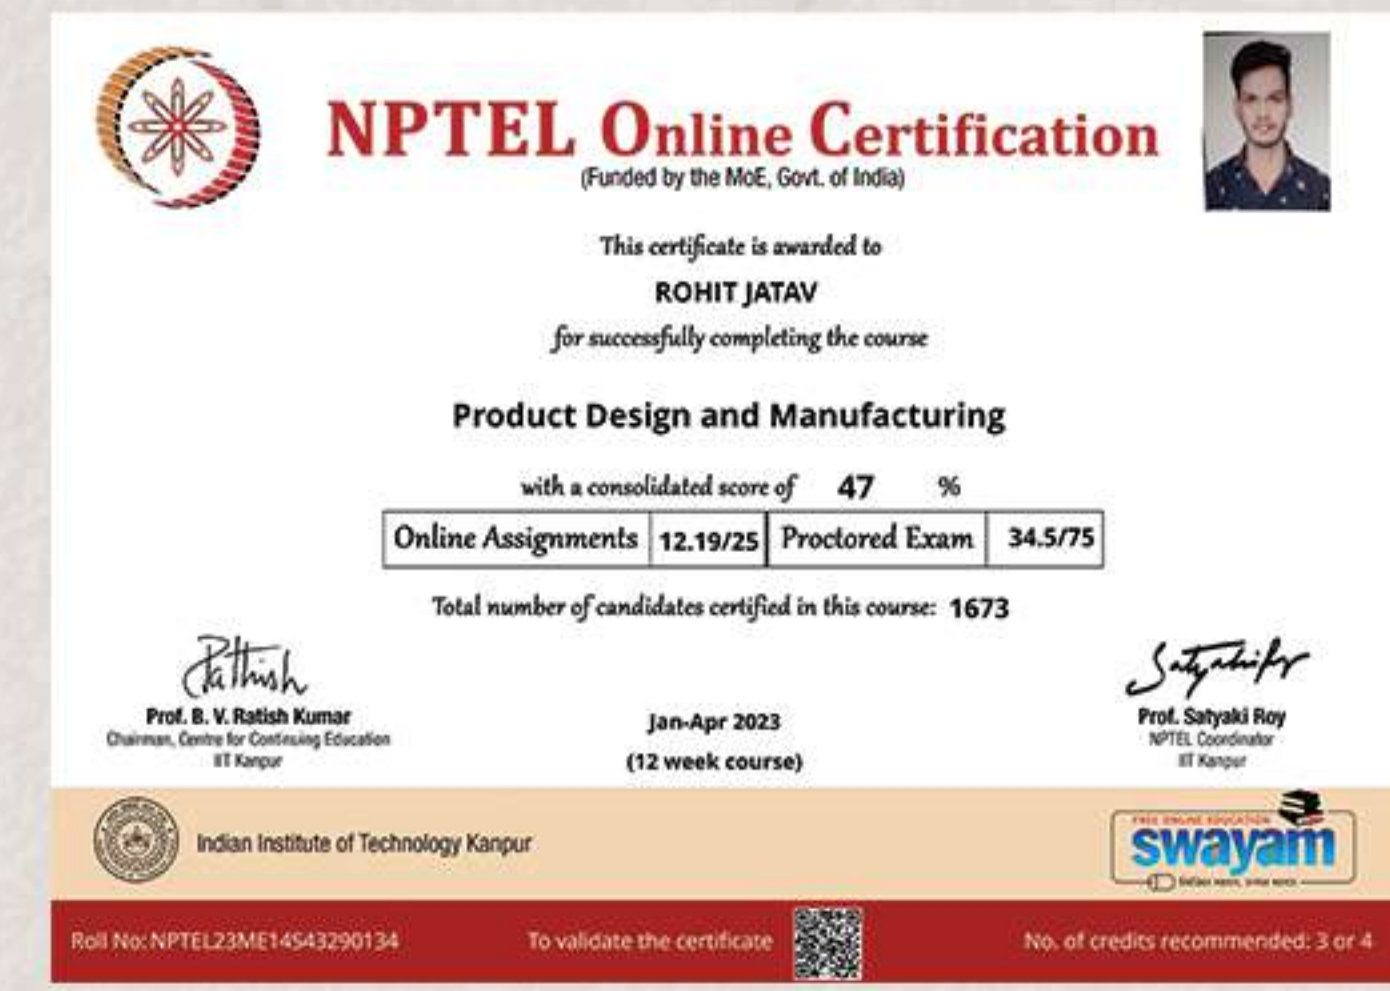 NPTEL Online Certification
(Funded by the MoE, Govt. of India)
This certificate is awarded to
ROHIT JATAV
for successfully completing the course
Product Design and Manufacturing
with a consolidated score of 47 %
Online Assignments 12.19/25 Proctored Exam 34.5/75
Total number of candidates certified in this course: 1673
Prof. B. V. Ratish Kumar
Chairman, Centre for Continuing Education
IIT Kanpur
Jan-Apr 2023
(12 week course)
Prof. Satyaki Roy
NPTEL Coordinator
IIT Kanpur
Indian Institute of Technology Kanpur
FREE ONLINE EDUCATION
swayam
Roll No: NPTEL23ME14S43290134
To validate the certificate
No. of credits recommended: 3 or 4